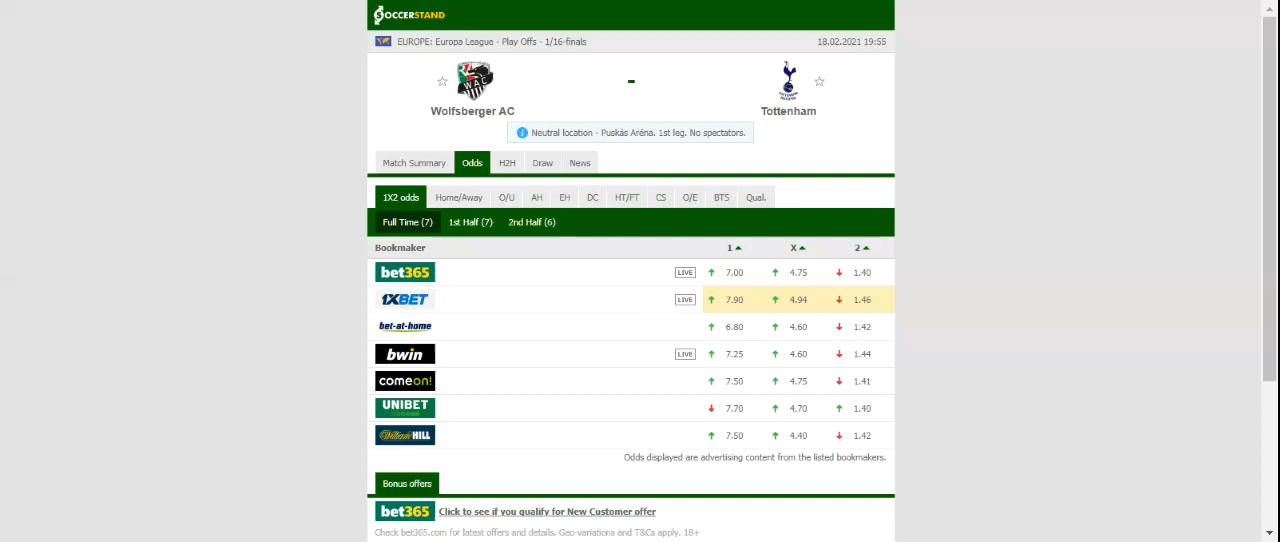 SOCCERSTAND
EUROPE: Europa League - Play Offs - 1/16-finals 18.02.2021 19:55
WAC
-
Wolfsberger AC Tottenham
Neutral location - Puskás Aréna. 1st leg. No spectators.
Match Summary Odds H2H Draw News
1X2 odds Home/Away O/U AH EH DC HT/FT CS O/E BTS Qual.
Full Time (7) 1st Half (7) 2nd Half (6)
Bookmaker 1 X 2
bet365 LIVE 7.00 4.75 1.40
1XBET LIVE 7.90 4.94 1.46
bet-at-home 6.80 4.60 1.42
bwin LIVE 7.25 4.60 1.44
comeon! 7.50 4.75 1.41
UNIBET 7.70 4.70 1.40
William HILL 7.50 4.40 1.42
Odds displayed are advertising content from the listed bookmakers.
Bonus offers
bet365 Click to see if you qualify for New Customer offer
Check bet365.com for latest offers and details. Geo-variations and T&Cs apply. 18+